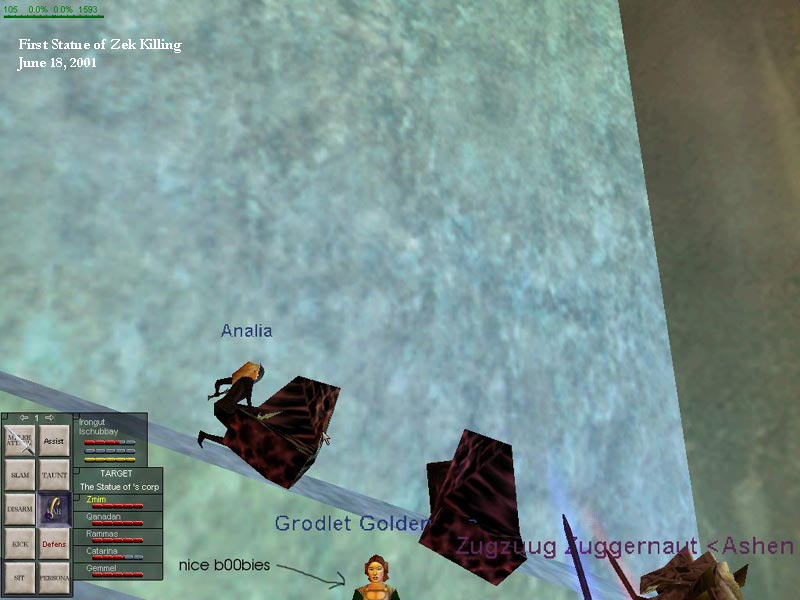 105 0.0% 0.0% 1593
First Statue of Zek Killing
June 18, 2001
Analia
1
Irongut
Ischubbay
Assist
SLAM TAUNT
TARGET
The Statue of 's corp
Zmim
DISARM
Qanadan
Rammas
KICK Defens
Catarina
Gemmel
SIT PERSONA
Grodlet Golden
Zugzuug Zuggernaut <Ashen
nice b00bies